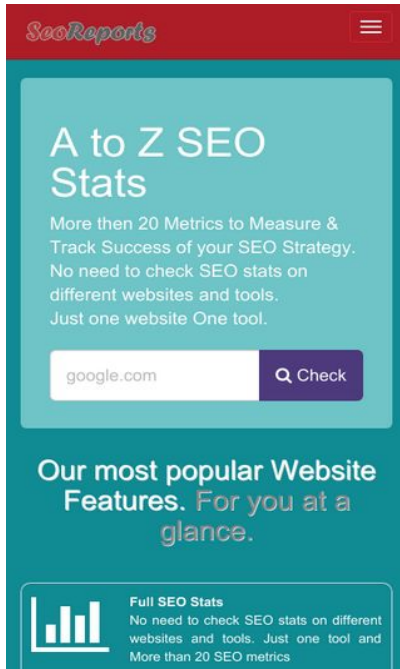 SeoReports
A to Z SEO
Stats
More then 20 Metrics to Measure &
Track Success of your SEO Strategy.
No need to check SEO stats on
different websites and tools.
Just one website One tool.
google.com
Check
Our most popular Website
Features. For you at a
glance.
Full SEO Stats
No need to check SEO stats on different
websites and tools. Just one tool and
More than 20 SEO metrics